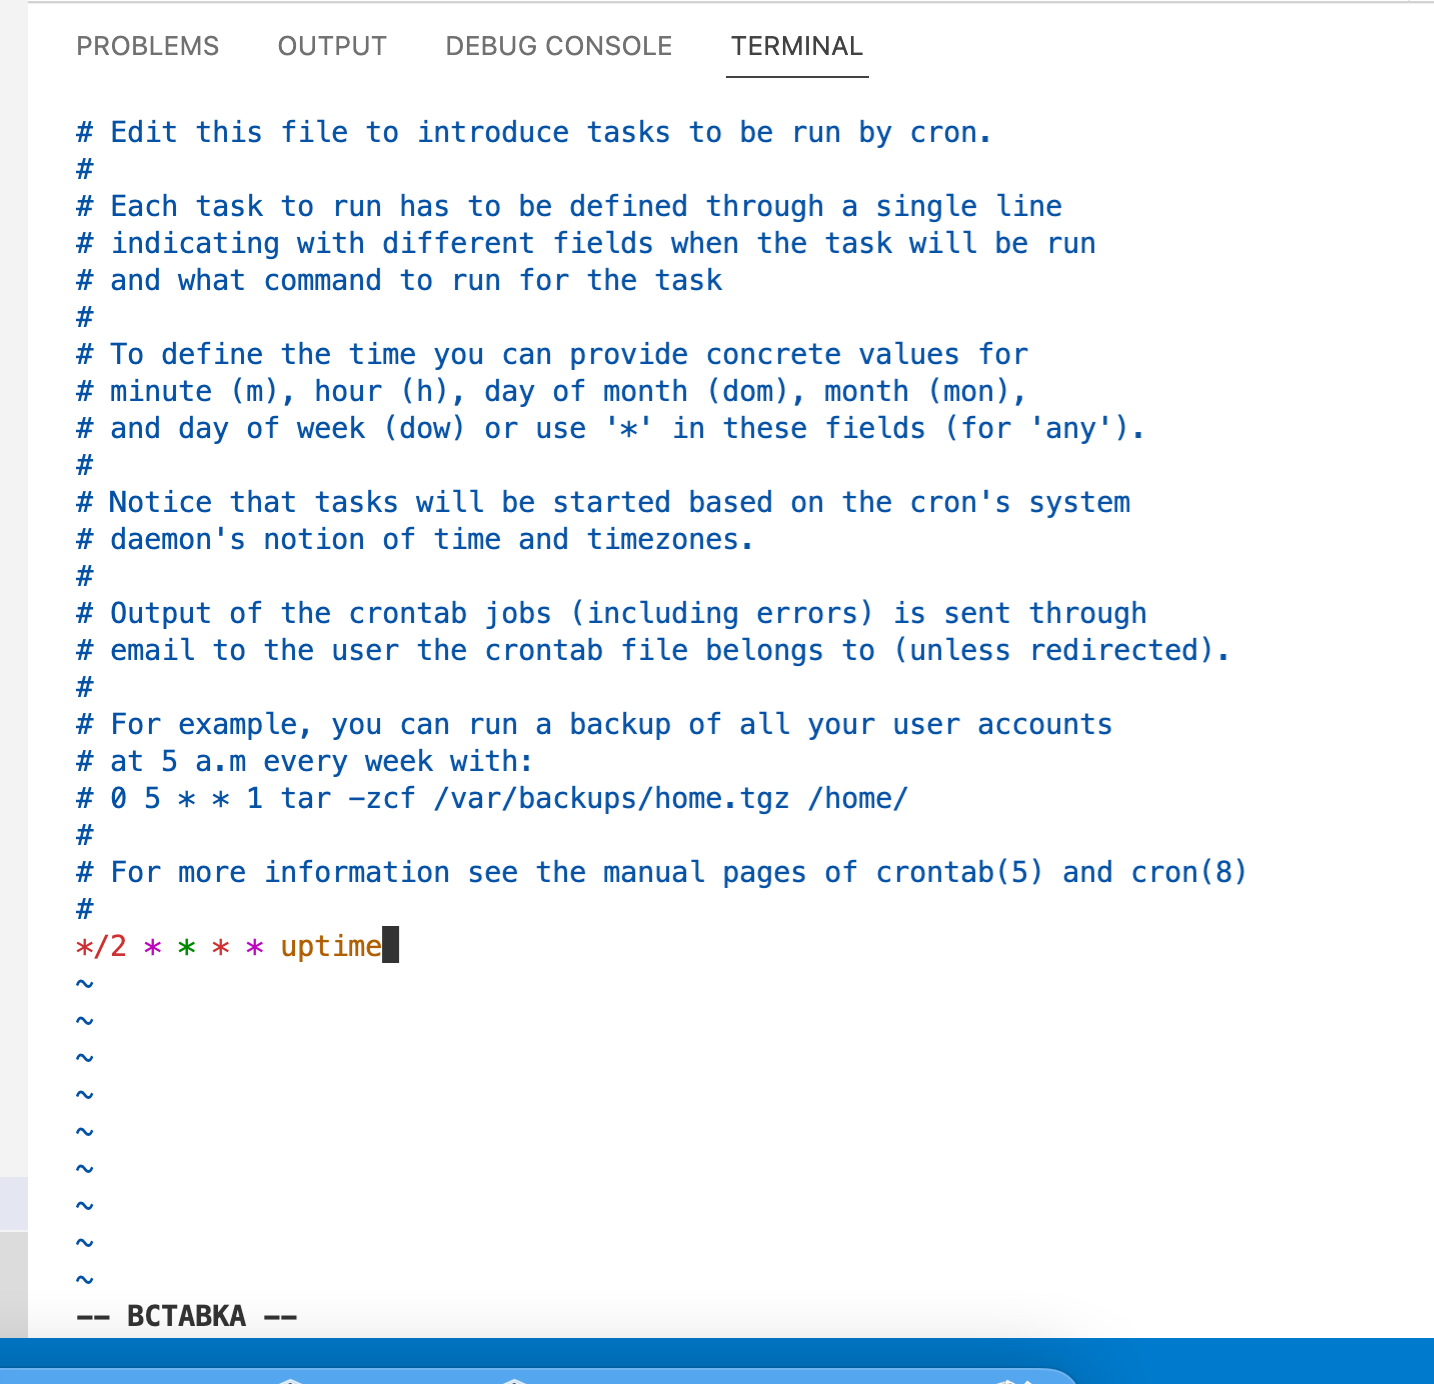 PROBLEMS OUTPUT DEBUG CONSOLE TERMINAL
# Edit this file to introduce tasks to be run by cron.
#
# Each task to run has to be defined through a single line
# indicating with different fields when the task will be run
# and what command to run for the task
#
# To define the time you can provide concrete values for
# minute (m), hour (h), day of month (dom), month (mon),
# and day of week (dow) or use '*' in these fields (for 'any').
#
# Notice that tasks will be started based on the cron's system
# daemon's notion of time and timezones.
#
# Output of the crontab jobs (including errors) is sent through
# email to the user the crontab file belongs to (unless redirected).
#
# For example, you can run a backup of all your user accounts
# at 5 a.m every week with:
# 0 5 * * 1 tar -zcf /var/backups/home.tgz /home/
#
# For more information see the manual pages of crontab(5) and cron(8)
#
*/2 * * * * uptime
~
~
~
~
~
~
~
~
~
-- ВСТАВКА --